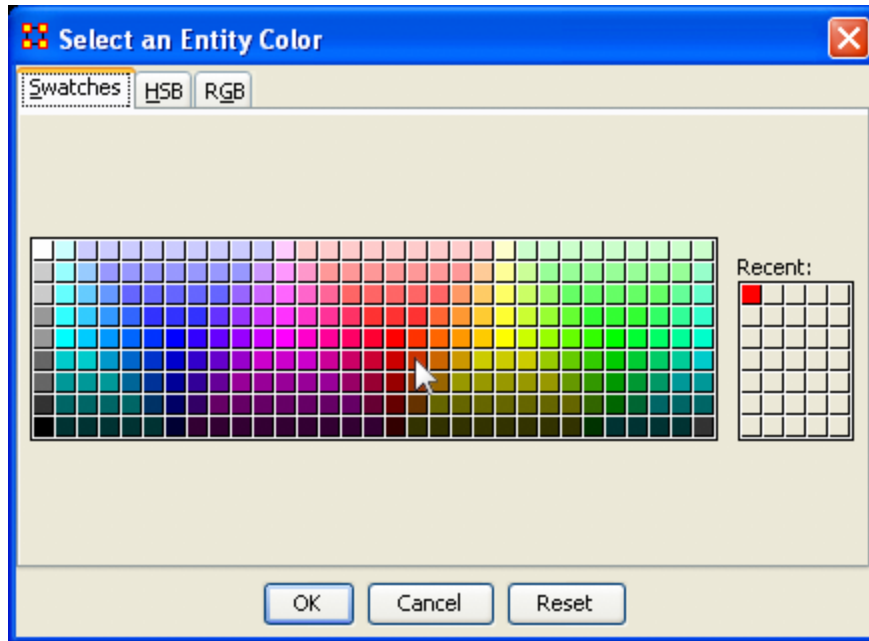 Select an Entity Color
Swatches HSB RGB
Recent:
OK Cancel Reset